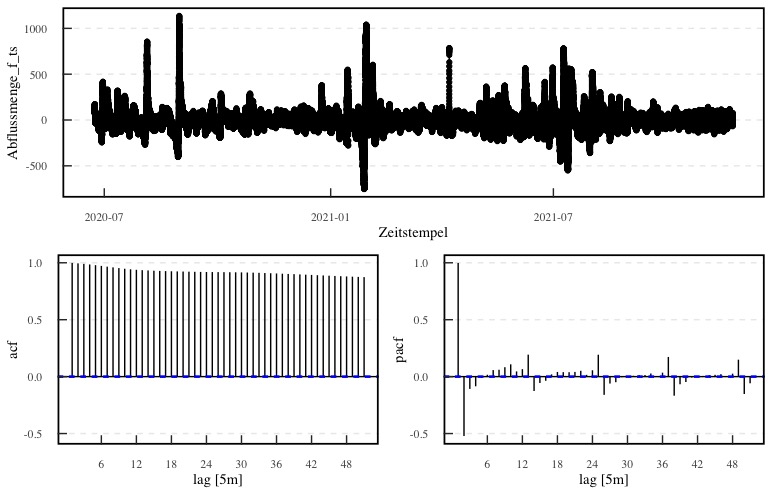 Abflussmenge_f_ts
1000
500
0
-500
2020-07
2021-01
2021-07
Zeitstempel
acf
1.0
0.5
0.0
-0.5
6 12 18 24 30 36 42 48
lag [5m]
pacf
1.0
0.5
0.0
-0.5
6 12 18 24 30 36 42 48
lag [5m]